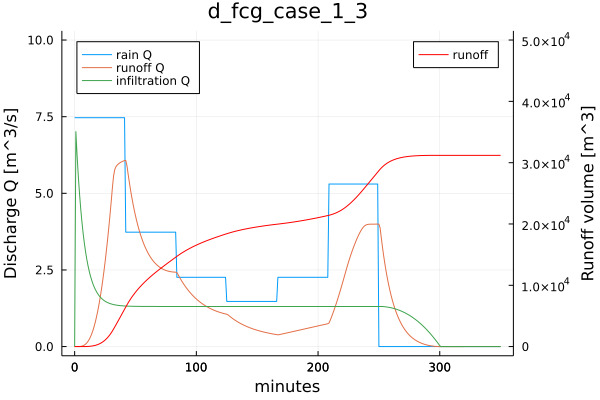 d_fcg_case_1_3
rain Q
runoff Q
infiltration Q
runoff
Discharge Q [m^3/s]
10.0
7.5
5.0
2.5
0.0
5.0×10⁴
4.0×10⁴
3.0×10⁴
2.0×10⁴
1.0×10⁴
0
Runoff volume [m^3]
0 100 200 300
minutes